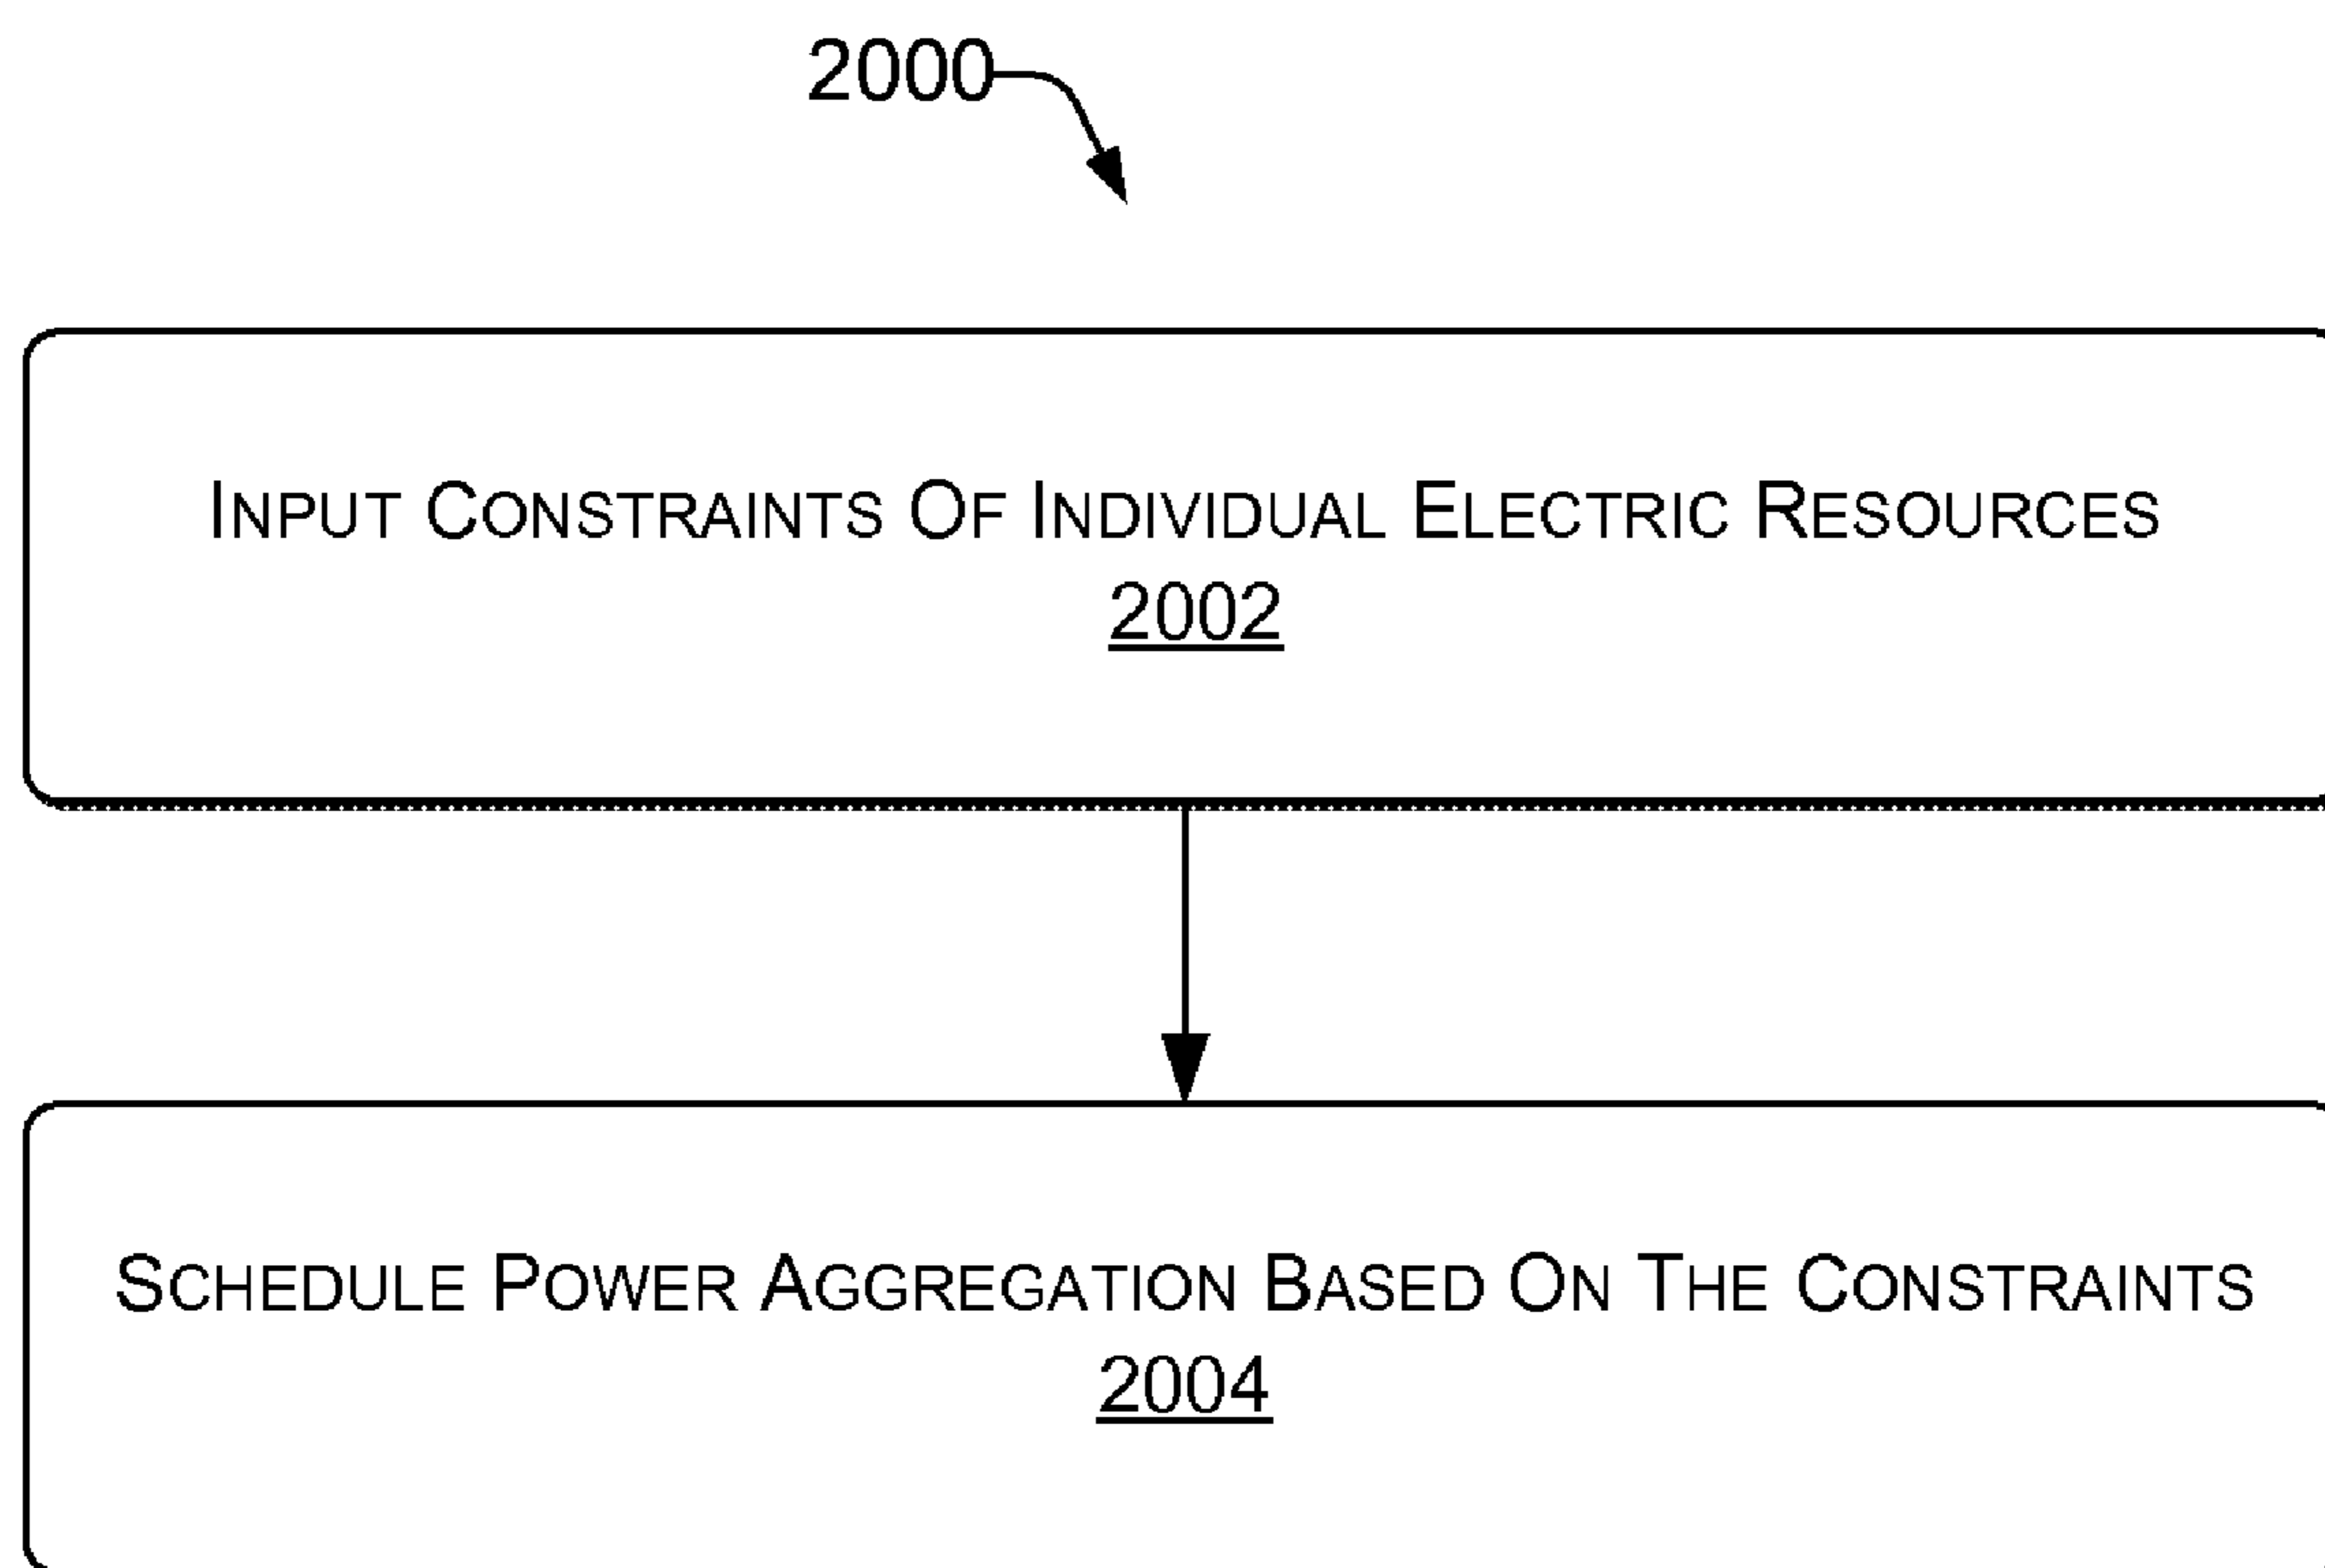 2000
Input Constraints Of Individual Electric Resources
2002
Schedule Power Aggregation Based On The Constraints
2004